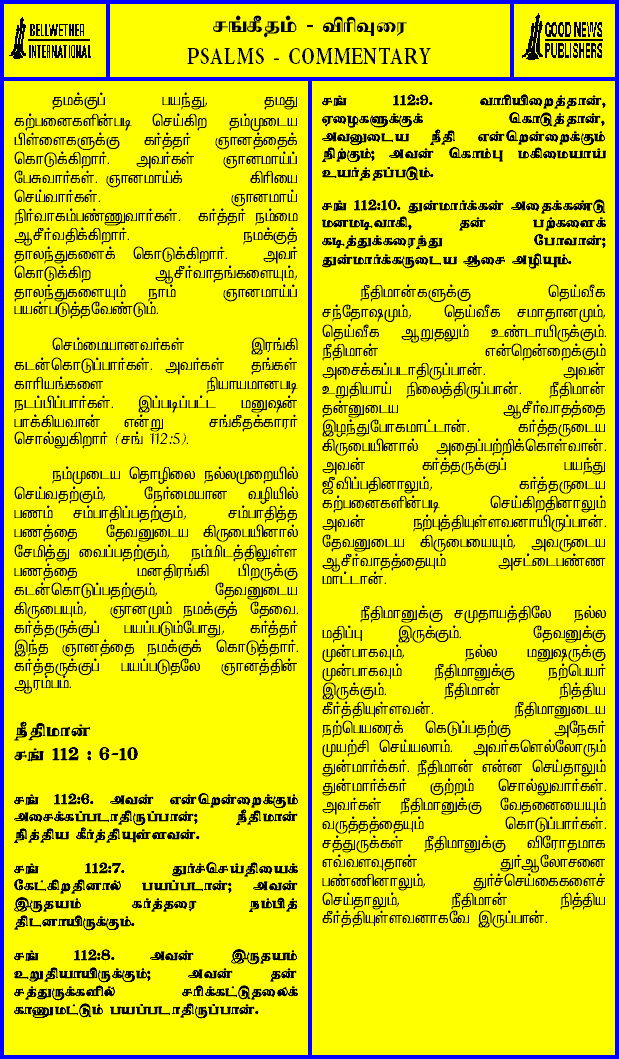 BELLWETHER
INTERNATIONAL
சங்கீதம் - விரிவுரை
PSALMS - COMMENTARY
GOOD NEWS
PUBLISHERS
தமக்குப் பயந்து, தமது
கற்பனைகளின்படி செய்கிற தம்முடைய
பிள்ளைகளுக்கு கர்த்தர் ஞானத்தைக்
கொடுக்கிறார். அவர்கள் ஞானமாய்ப்
பேசுவார்கள். ஞானமாய்க் கிரியை
செய்வார்கள். ஞானமாய்
நிர்வாகம்பண்ணுவார்கள். கர்த்தர் நம்மை
ஆசீர்வதிக்கிறார். நமக்குத்
தாலந்துகளைக் கொடுக்கிறார். அவர்
கொடுக்கிற ஆசீர்வாதங்களையும்,
தாலந்துகளையும் நாம் ஞானமாய்ப்
பயன்படுத்தவேண்டும்.
செம்மையானவர்கள் இரங்கி
கடன்கொடுப்பார்கள். அவர்கள் தங்கள்
காரியங்களை நியாயமானபடி
நடப்பிப்பார்கள். இப்படிப்பட்ட மனுஷன்
பாக்கியவான் என்று சங்கீதக்காரர்
சொல்லுகிறார் (சங் 112:5).
நம்முடைய தொழிலை நல்லமுறையில்
செய்வதற்கும், நேர்மையான வழியில்
பணம் சம்பாதிப்பதற்கும், சம்பாதித்த
பணத்தை தேவனுடைய கிருபையினால்
சேமித்து வைப்பதற்கும், நம்மிடத்திலுள்ள
பணத்தை மனதிரங்கி பிறருக்கு
கடன்கொடுப்பதற்கும், தேவனுடைய
கிருபையும், ஞானமும் நமக்குத் தேவை.
கர்த்தருக்குப் பயப்படும்போது, கர்த்தர்
இந்த ஞானத்தை நமக்குக் கொடுத்தார்.
கர்த்தருக்குப் பயப்படுதலே ஞானத்தின்
ஆரம்பம்.
நீதிமான்
சங் 112 : 6-10
சங் 112:6. அவன் என்றென்றைக்கும்
அசைக்கப்படாதிருப்பான்; நீதிமான்
நித்திய கீர்த்தியுள்ளவன்.
சங் 112:7. துர்ச்செய்தியைக்
கேட்கிறதினால் பயப்படான்; அவன்
இருதயம் கர்த்தரை நம்பித்
திடனாயிருக்கும்.
சங் 112:8. அவன் இருதயம்
உறுதியாயிருக்கும்; அவன் தன்
சத்துருக்களில் சரிக்கட்டுதலைக்
காணுமட்டும் பயப்படாதிருப்பான்.
சங் 112:9. வாரியிறைத்தான்,
ஏழைகளுக்குக் கொடுத்தான்,
அவனுடைய நீதி என்றென்றைக்கும்
நிற்கும்; அவன் கொம்பு மகிமையாய்
உயர்த்தப்படும்.
சங் 112:10. துன்மார்க்கன் அதைக்கண்டு
மனமடிவாகி, தன் பற்களைக்
கடித்துக்கரைந்து போவான்;
துன்மார்க்கருடைய ஆசை அழியும்.
நீதிமான்களுக்கு தெய்வீக
சந்தோஷமும், தெய்வீக சமாதானமும்,
தெய்வீக ஆறுதலும் உண்டாயிருக்கும்.
நீதிமான் என்றென்றைக்கும்
அசைக்கப்படாதிருப்பான். அவன்
உறுதியாய் நிலைத்திருப்பான். நீதிமான்
தன்னுடைய ஆசீர்வாதத்தை
இழந்துபோகமாட்டான். கர்த்தருடைய
கிருபையினால் அதைப்பற்றிக்கொள்வான்.
அவன் கர்த்தருக்குப் பயந்து
ஜீவிப்பதினாலும், கர்த்தருடைய
கற்பனைகளின்படி செய்கிறதினாலும்
அவன் நற்புத்தியுள்ளவனாயிருப்பான்.
தேவனுடைய கிருபையையும், அவருடைய
ஆசீர்வாதத்தையும் அசட்டைபண்ண
மாட்டான்.
நீதிமானுக்கு சமுதாயத்திலே நல்ல
மதிப்பு இருக்கும். தேவனுக்கு
முன்பாகவும், நல்ல மனுஷருக்கு
முன்பாகவும் நீதிமானுக்கு நற்பெயர்
இருக்கும். நீதிமான் நித்திய
கீர்த்தியுள்ளவன். நீதிமானுடைய
நற்பெயரைக் கெடுப்பதற்கு அநேகர்
முயற்சி செய்யலாம். அவர்களெல்லோரும்
துன்மார்க்கர். நீதிமான் என்ன செய்தாலும்
துன்மார்க்கர் குற்றம் சொல்லுவார்கள்.
அவர்கள் நீதிமானுக்கு வேதனையையும்
வருத்தத்தையும் கொடுப்பார்கள்.
சத்துருக்கள் நீதிமானுக்கு விரோதமாக
எவ்வளவுதான் துர்ஆலோசனை
பண்ணினாலும், துர்ச்செய்கைகளைச்
செய்தாலும், நீதிமான் நித்திய
கீர்த்தியுள்ளவனாகவே இருப்பான்.